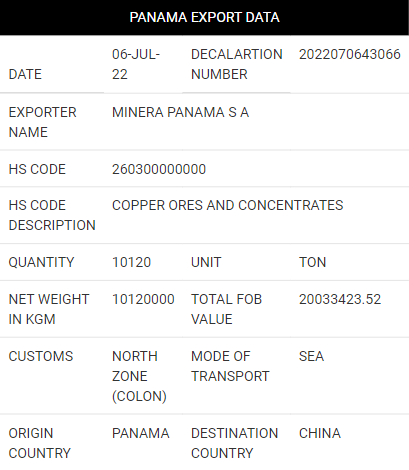 PANAMA EXPORT DATA
DATE 06-JUL-22 DECALARTION NUMBER 2022070643066
EXPORTER NAME MINERA PANAMA S A
HS CODE 260300000000
HS CODE DESCRIPTION COPPER ORES AND CONCENTRATES
QUANTITY 10120 UNIT TON
NET WEIGHT IN KGM 10120000 TOTAL FOB VALUE 20033423.52
CUSTOMS NORTH ZONE (COLON) MODE OF TRANSPORT SEA
ORIGIN COUNTRY PANAMA DESTINATION COUNTRY CHINA